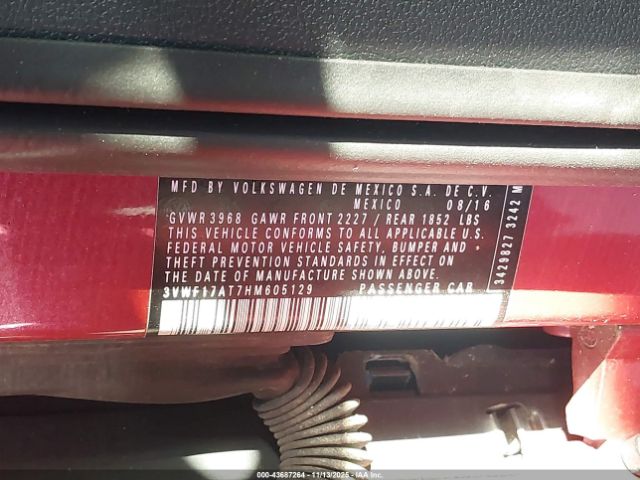 MFD BY VOLKSWAGEN DE MEXICO S.A. DE C.V.
MEXICO 08/16
GVWR 3968 GAWR FRONT 2227 / REAR 1852 LBS
THIS VEHICLE CONFORMS TO ALL APPLICABLE U.S.
FEDERAL MOTOR VEHICLE SAFETY, BUMPER AND
THEFT PREVENTION STANDARDS IN EFFECT ON
THE DATE OF MANUFACTURE SHOWN ABOVE.
3VWF17AT7HM605129 PASSENGER CAR
3429827 3242 M
000-43687264 - 11/13/2025 - IAA Inc.